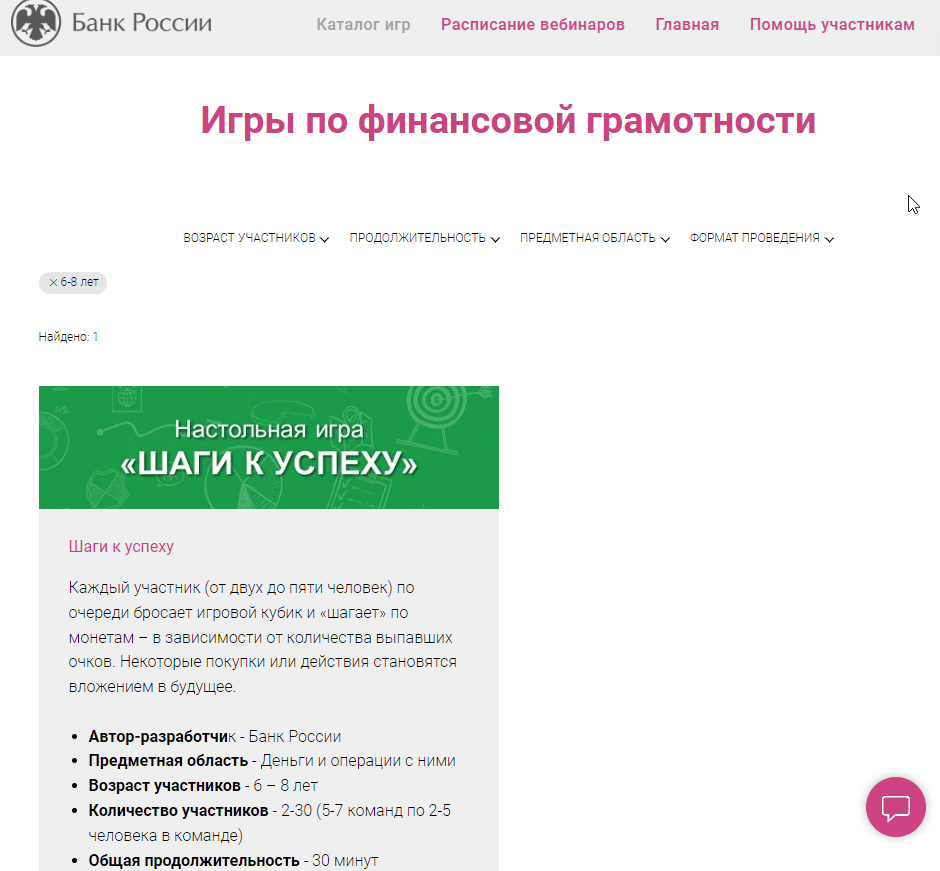 Банк России
Каталог игр
Расписание вебинаров
Главная
Помощь участникам
Игры по финансовой грамотности
ВОЗРАСТ УЧАСТНИКОВ
ПРОДОЛЖИТЕЛЬНОСТЬ
ПРЕДМЕТНАЯ ОБЛАСТЬ
ФОРМАТ ПРОВЕДЕНИЯ
6-8 лет
Найдено: 1
Настольная игра
«ШАГИ К УСПЕХУ»
Шаги к успеху
Каждый участник (от двух до пяти человек) по
очереди бросает игровой кубик и «шагает» по
монетам – в зависимости от количества выпавших
очков. Некоторые покупки или действия становятся
вложением в будущее.
• Автор-разработчик - Банк России
• Предметная область - Деньги и операции с ними
• Возраст участников - 6 – 8 лет
• Количество участников - 2-30 (5-7 команд по 2-5
человека в команде)
• Общая продолжительность - 30 минут